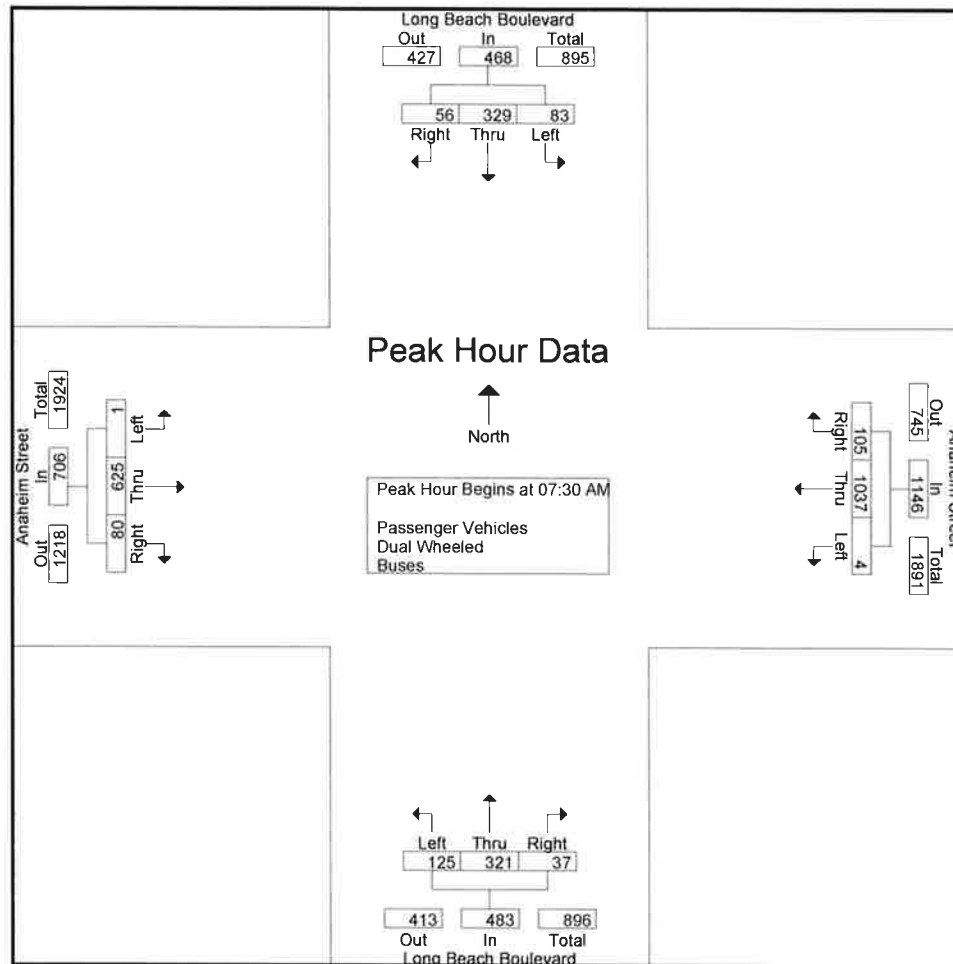 Long Beach Boulevard
Out In Total
427 468 895
56 329 83
Right Thru Left
Peak Hour Data
North
Peak Hour Begins at 07:30 AM
Passenger Vehicles
Dual Wheeled
Buses
Anaheim Street
Total In Out
1924 706 1218
1 625 80
Left Thru Right
Anaheim Street
Out In Total
745 1146 1891
105 1037 4
Right Thru Left
Left Thru Right
125 321 37
413 483 896
Out In Total
Long Beach Boulevard